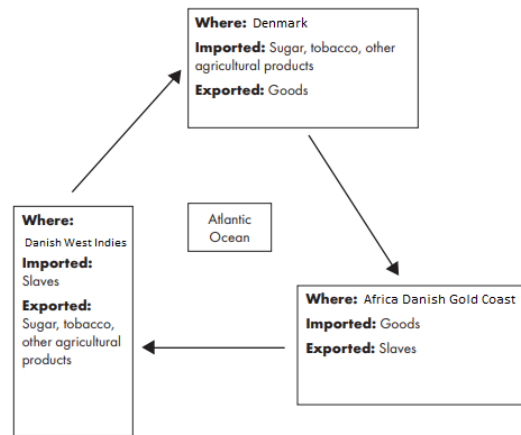 Where: Denmark
Imported: Sugar, tobacco, other
agricultural products
Exported: Goods
Atlantic
Ocean
Where:
Danish West Indies
Imported:
Slaves
Exported:
Sugar, tobacco,
other agricultural
products
Where: Africa Danish Gold Coast
Imported: Goods
Exported: Slaves